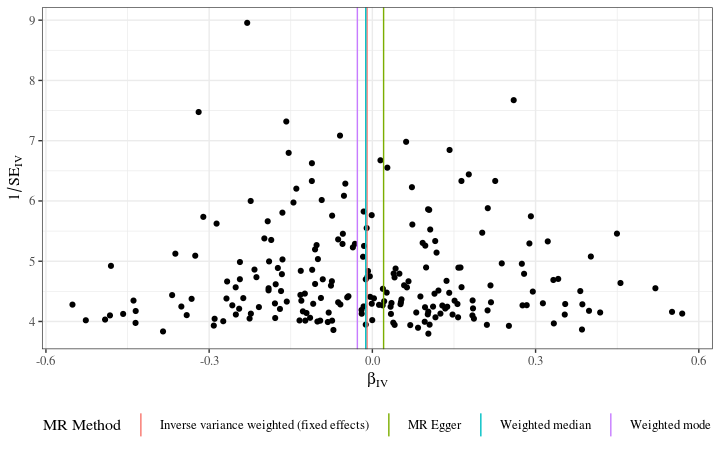 9
8
7
6
5
4
1/SE_IV
-0.6
-0.3
0.0
0.3
0.6
β_IV
MR Method
Inverse variance weighted (fixed effects)
MR Egger
Weighted median
Weighted mode